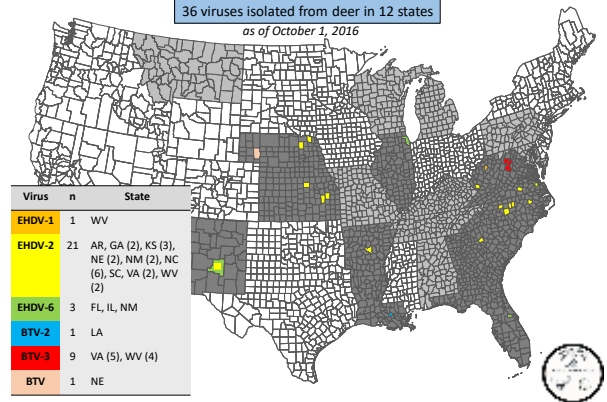 36 viruses isolated from deer in 12 states
as of October 1, 2016
Virus n State
EHDV-1 1 WV
EHDV-2 21 AR, GA (2), KS (3),
NE (2), NM (2), NC
(6), SC, VA (2), WV
(2)
EHDV-6 3 FL, IL, NM
BTV-2 1 LA
BTV-3 9 VA (5), WV (4)
BTV 1 NE